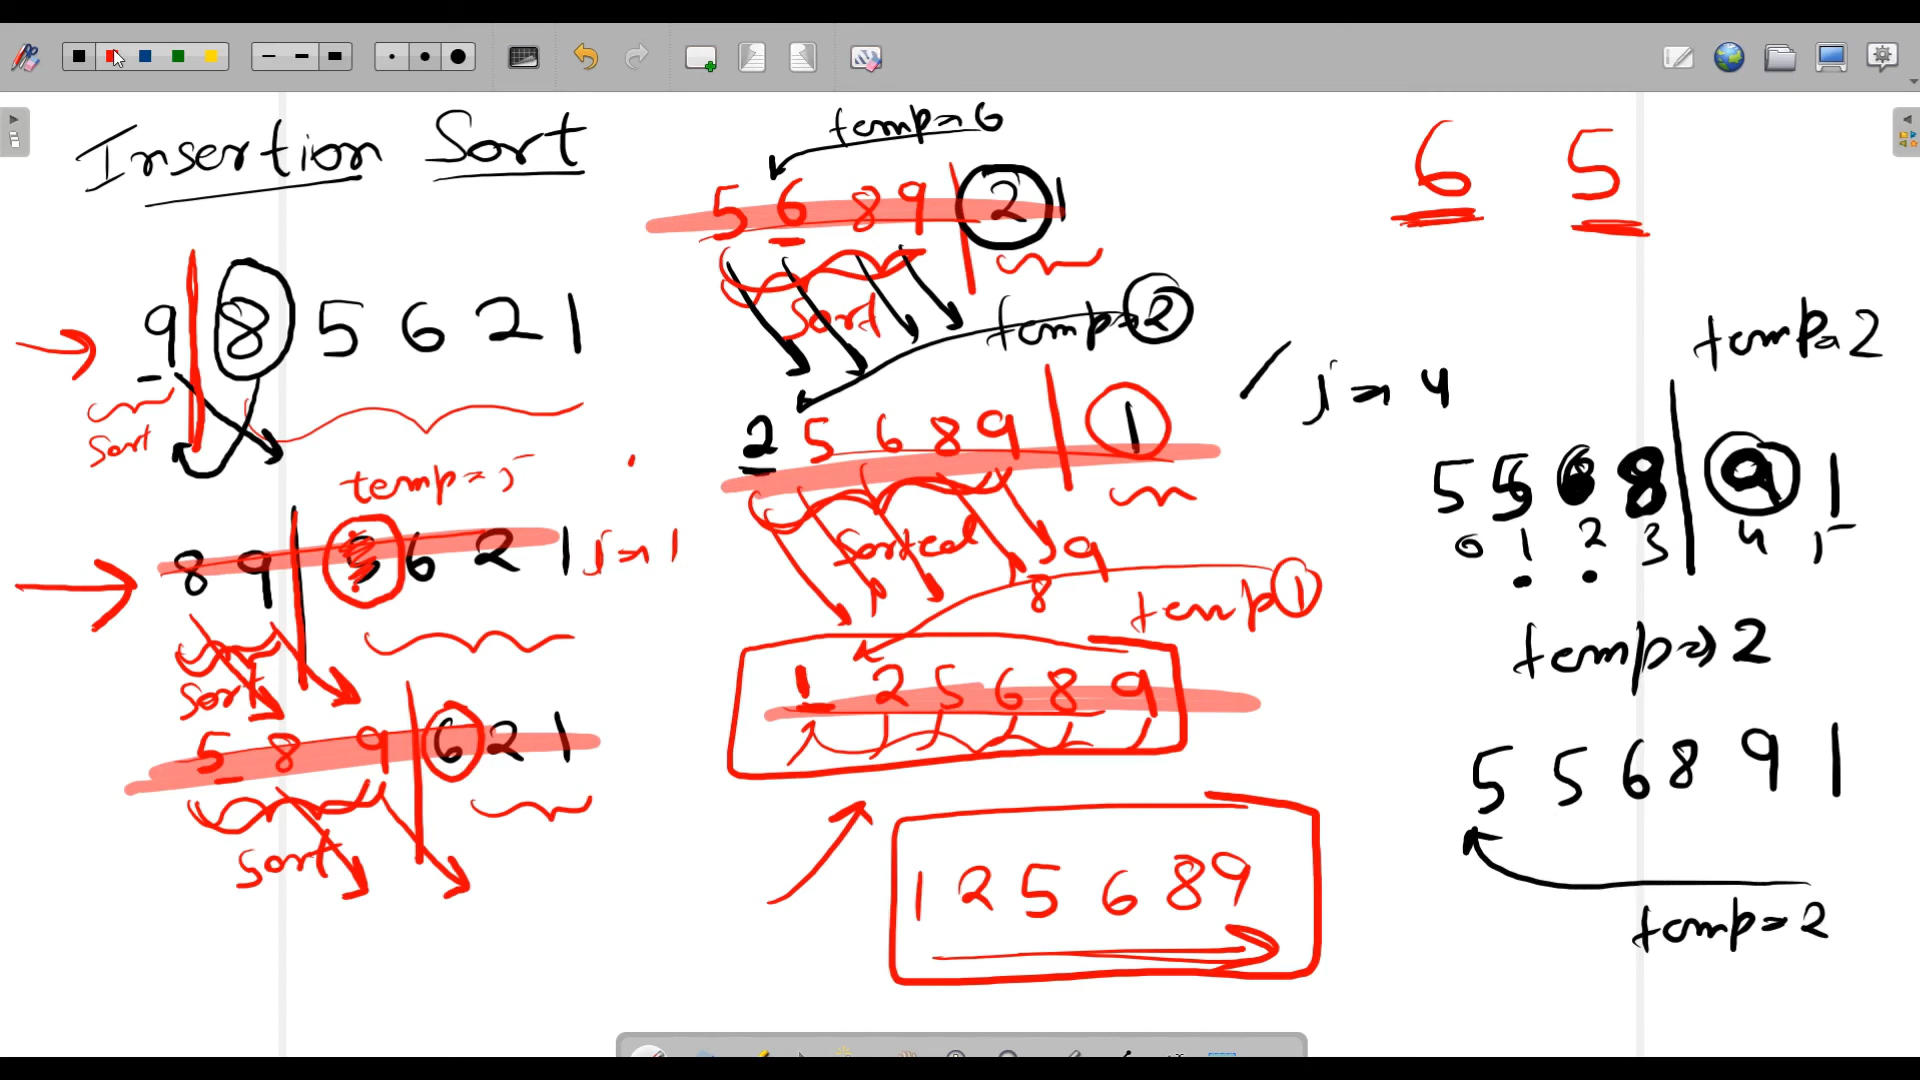 Insertion Sort
9 8 5 6 2 1
Sort
temp = 5
8 9 5 6 2 1 j = 1
Sort
5 8 9 6 2 1
Sort
temp = 6
5 6 8 9 2 1
Sort
temp = 2
2 5 6 8 9 1
Sorted
9
8
temp 1
1 2 5 6 8 9
1 2 5 6 8 9
6 5
temp = 2
j = 4
5 5 6 8 9 1
0 1 2 3 4
temp => 2
5 5 6 8 9 1
temp = 2